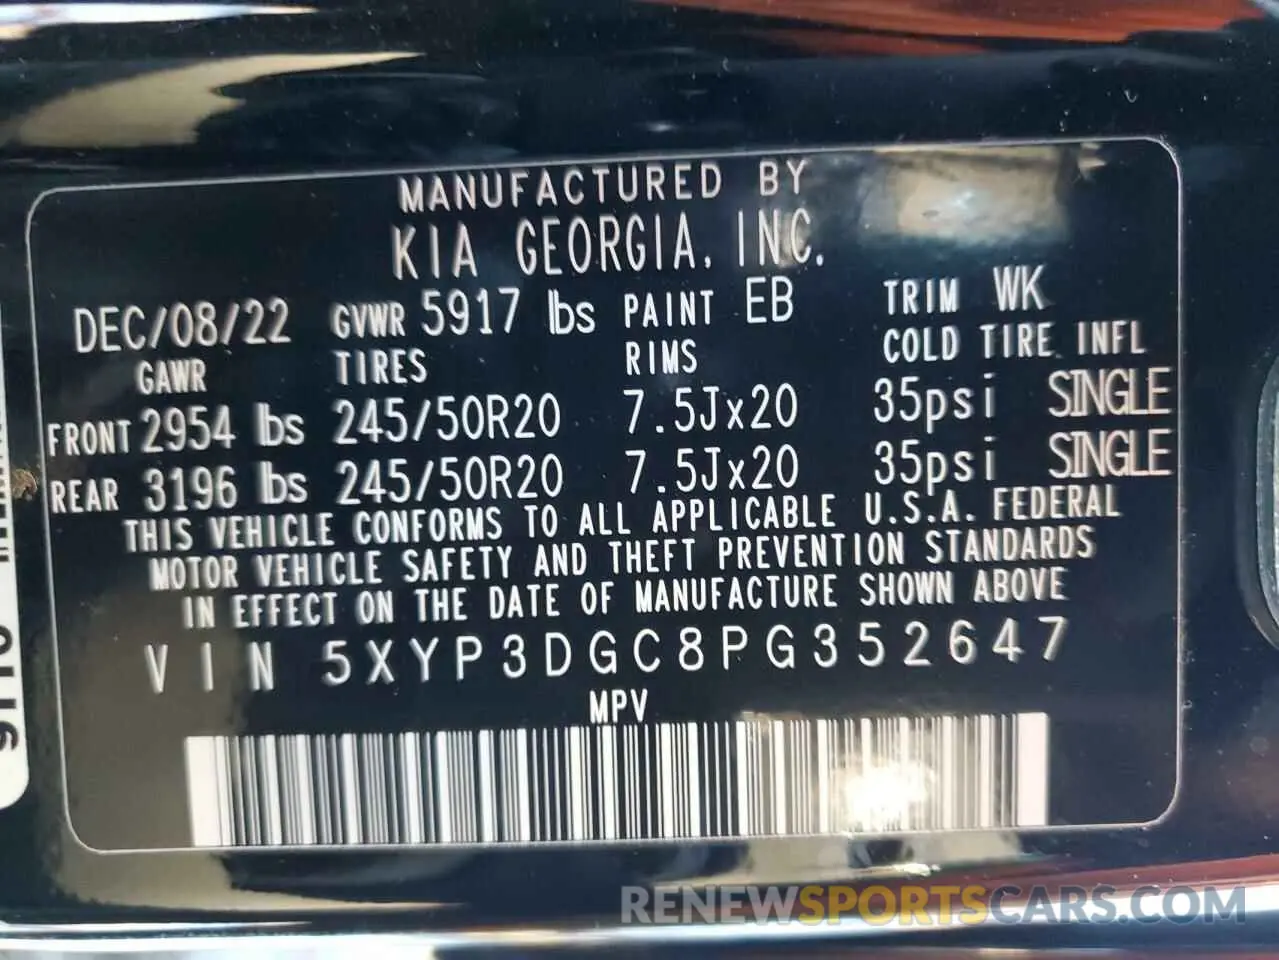 MANUFACTURED BY
KIA GEORGIA, INC.
DEC/08/22 GVWR 5917 lbs PAINT EB TRIM WK
GAWR TIRES RIMS COLD TIRE INFL
FRONT 2954 lbs 245/50R20 7.5Jx20 35psi SINGLE
REAR 3196 lbs 245/50R20 7.5Jx20 35psi SINGLE
THIS VEHICLE CONFORMS TO ALL APPLICABLE U.S.A. FEDERAL
MOTOR VEHICLE SAFETY AND THEFT PREVENTION STANDARDS
IN EFFECT ON THE DATE OF MANUFACTURE SHOWN ABOVE
VIN 5XYP3DGC8PG352647
MPV
RENEWSPORTSCARS.COM